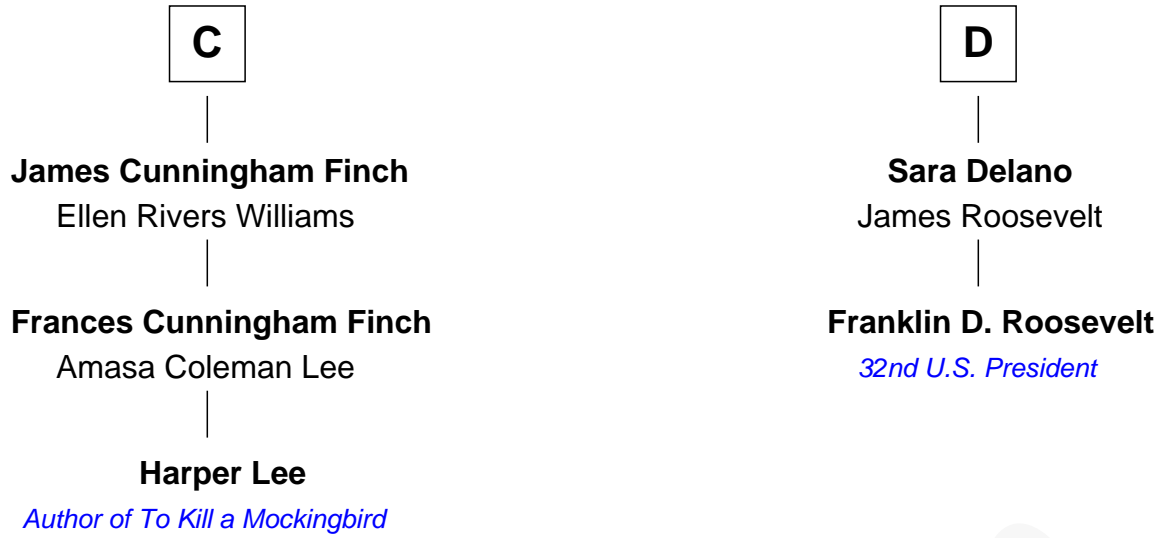 C
James Cunningham Finch
Ellen Rivers Williams
Frances Cunningham Finch
Amasa Coleman Lee
Harper Lee
Author of To Kill a Mockingbird
D
Sara Delano
James Roosevelt
Franklin D. Roosevelt
32nd U.S. President